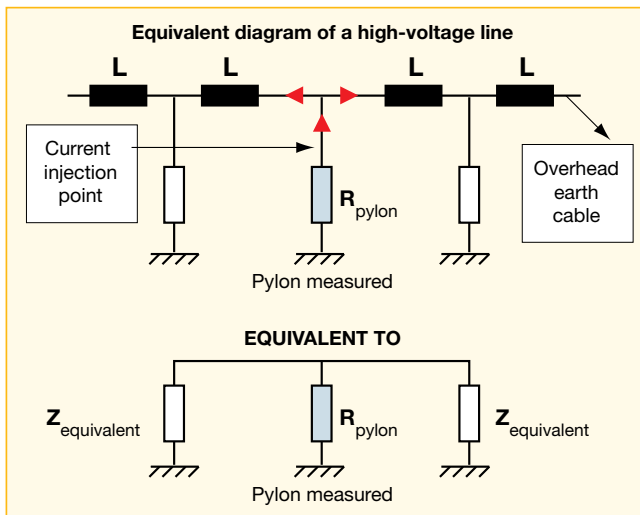 Equivalent diagram of a high-voltage line
L L L L
Current
injection
point
Overhead
earth
cable
Rpylon
Pylon measured
EQUIVALENT TO
Zequivalent Rpylon Zequivalent
Pylon measured